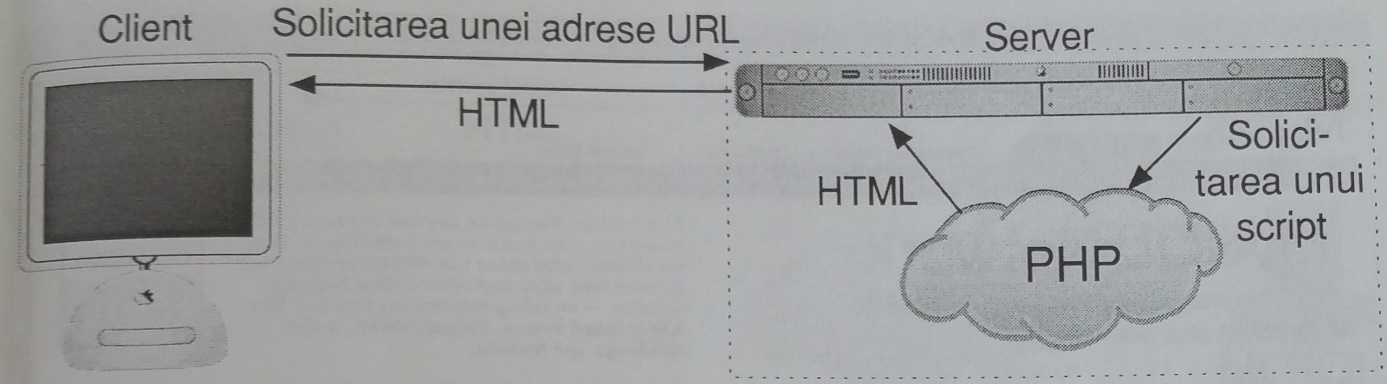 Client
Solicitarea unei adrese URL
Server
HTML
Solici-
tarea unui
script
HTML
PHP